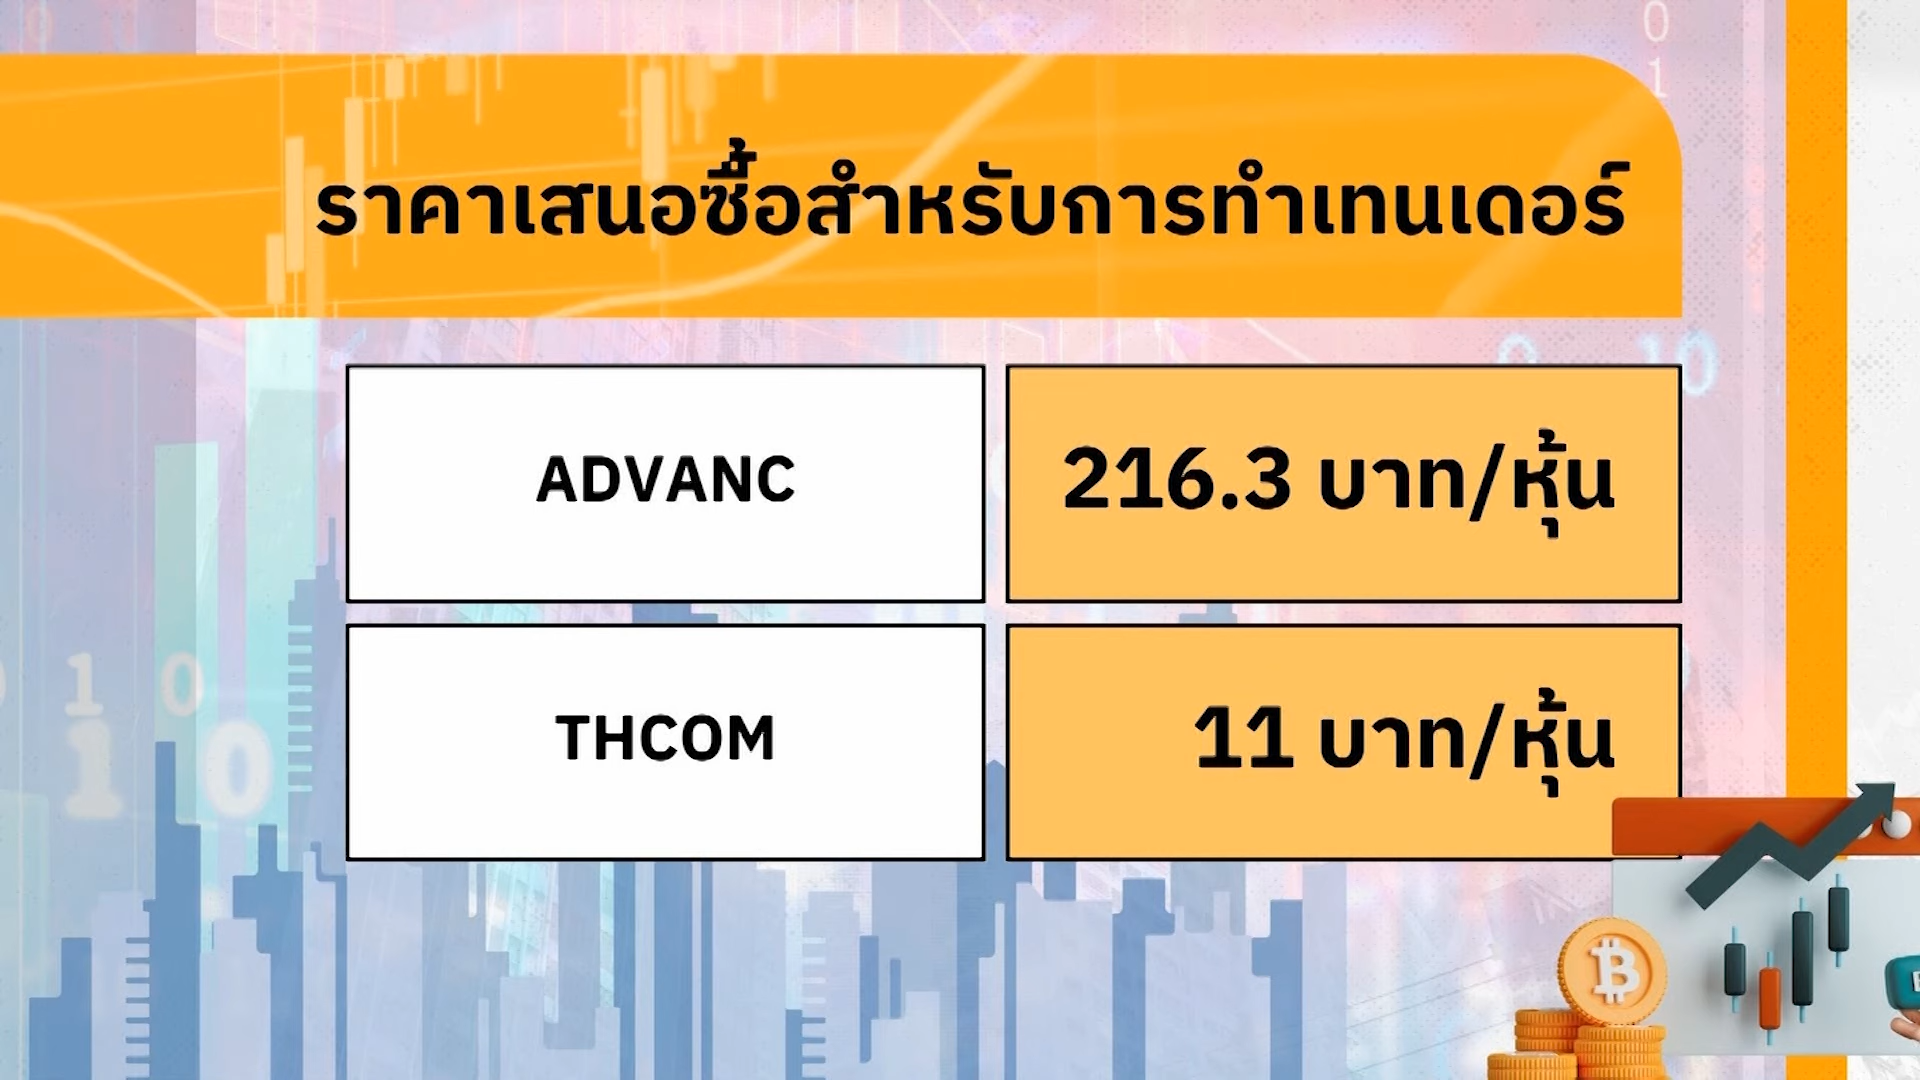 ราคาเสนอซื้อสำหรับการทำเทนเดอร์
ADVANC
216.3 บาท/หุ้น
THCOM
11 บาท/หุ้น